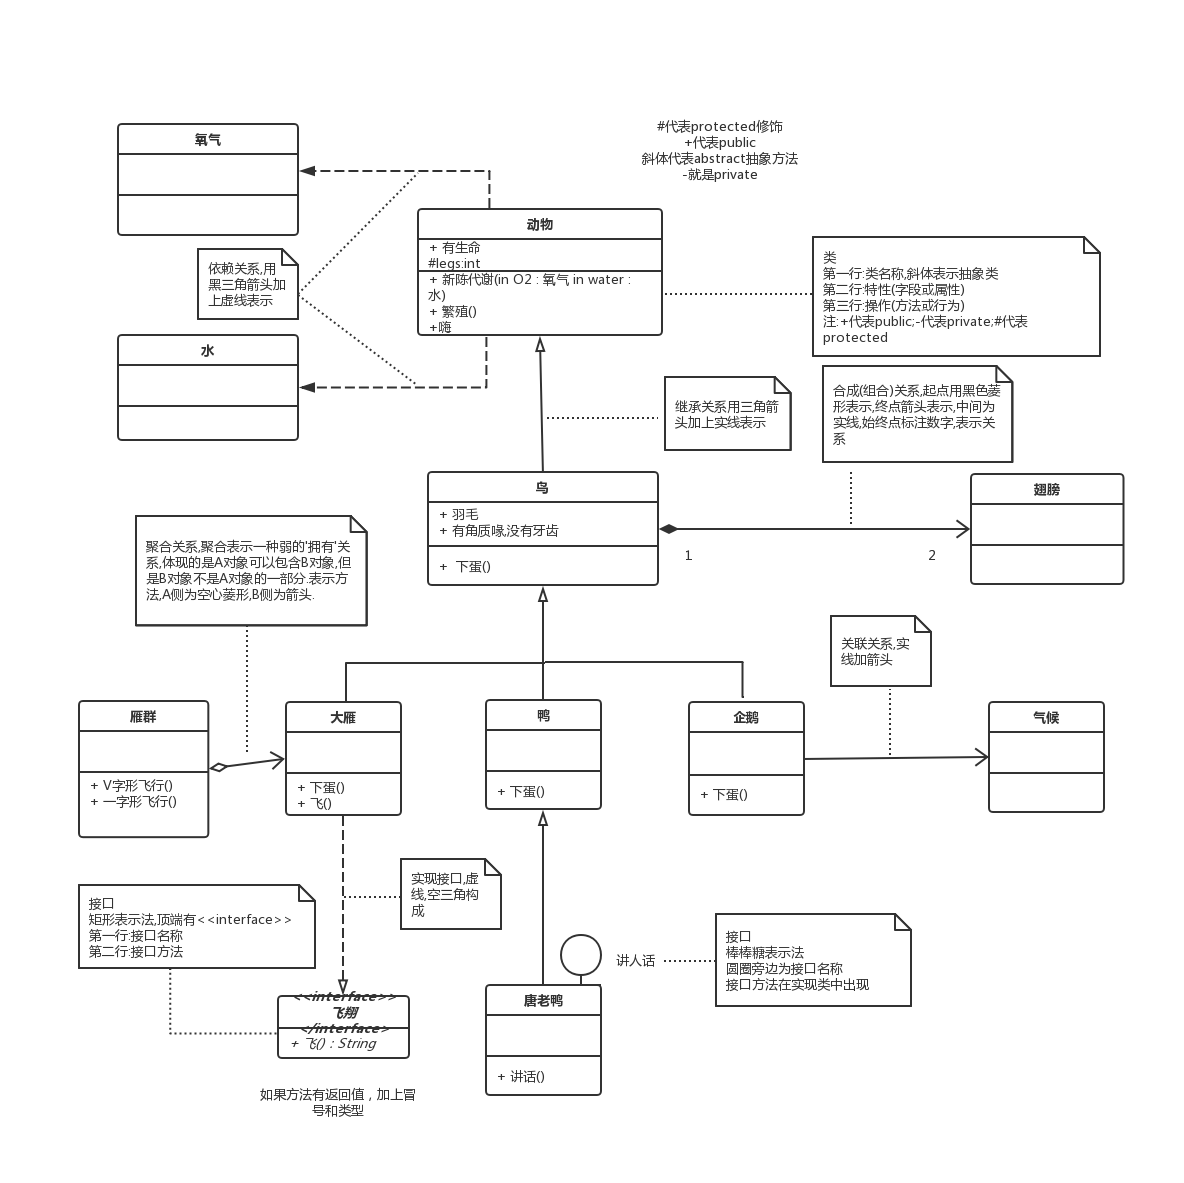 #代表protected修饰
+代表public
斜体代表abstract抽象方法
-就是private
氧气
动物
+ 有生命
#legs:int
+ 新陈代谢(in O2 : 氧气 in water :
水)
+ 繁殖()
+嗨
类
第一行:类名称,斜体表示抽象类
第二行:特性(字段或属性)
第三行:操作(方法或行为)
注:+代表public;-代表private;#代表
protected
依赖关系,用
黑三角箭头加
上虚线表示
水
继承关系用三角箭
头加上实线表示
合成(组合)关系,起点用黑色菱
形表示,终点箭头表示,中间为
实线,始终点标注数字,表示关
系
鸟
+ 羽毛
+ 有角质喙,没有牙齿
+ 下蛋()
1
2
翅膀
聚合关系,聚合表示一种弱的'拥有'关
系,体现的是A对象可以包含B对象,但
是B对象不是A对象的一部分.表示方
法,A侧为空心菱形,B侧为箭头.
关联关系,实
线加箭头
雁群
+ V字形飞行()
+ 一字形飞行()
大雁
+ 下蛋()
+ 飞()
鸭
+ 下蛋()
企鹅
+ 下蛋()
气候
实现接口,虚
线,空三角构
成
接口
矩形表示法,顶端有<<interface>>
第一行:接口名称
第二行:接口方法
<<interface>>
飞翔
</interface>
+ 飞() : String
如果方法有返回值，加上冒
号和类型
讲人话
接口
棒棒糖表示法
圆圈旁边为接口名称
接口方法在实现类中出现
唐老鸭
+ 讲话()